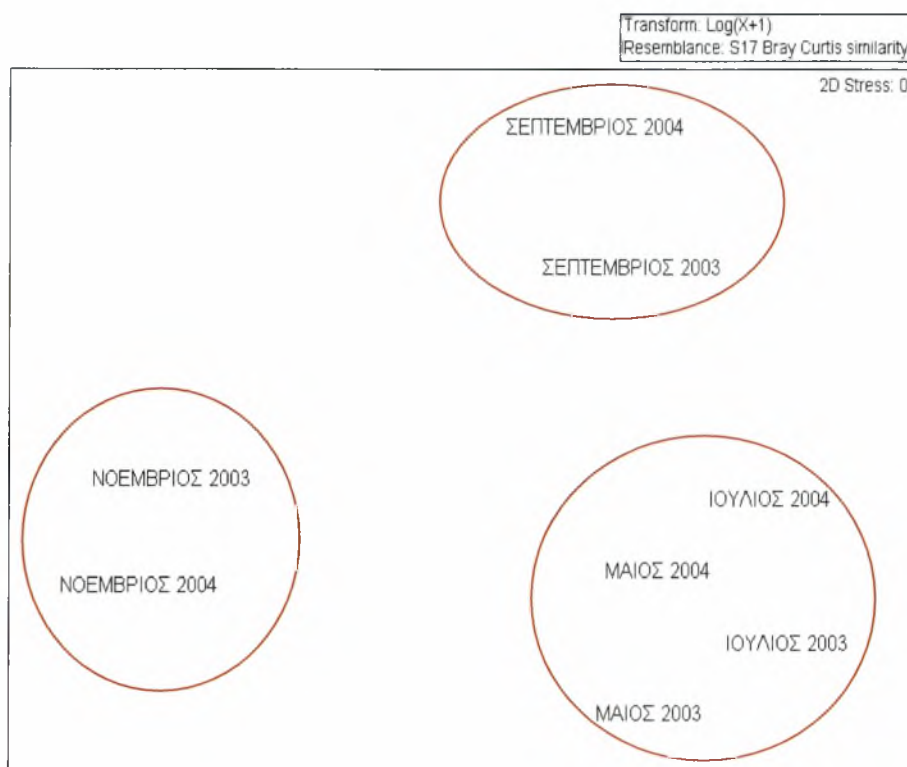 Transform: Log(X+1)
Resemblance: S17 Bray Curtis similarity
2D Stress: 0
ΣΕΠΤΕΜΒΡΙΟΣ 2004
ΣΕΠΤΕΜΒΡΙΟΣ 2003
ΝΟΕΜΒΡΙΟΣ 2003
ΙΟΥΛΙΟΣ 2004
ΜΑΙΟΣ 2004
ΝΟΕΜΒΡΙΟΣ 2004
ΙΟΥΛΙΟΣ 2003
ΜΑΙΟΣ 2003